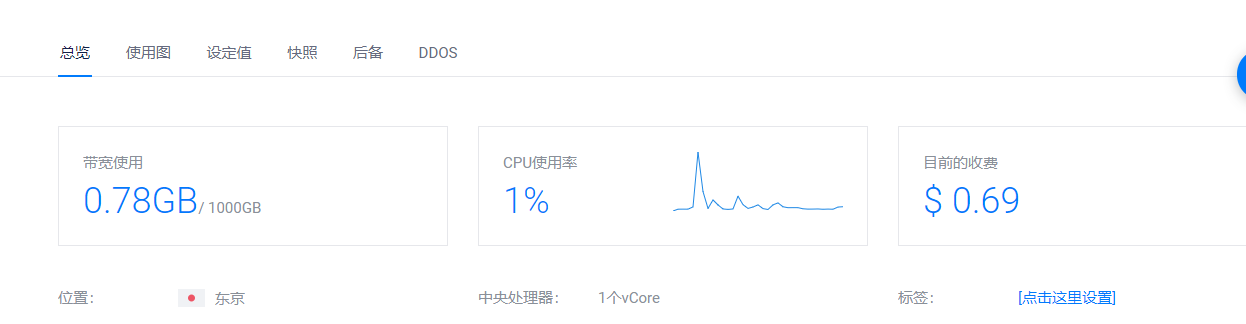 总览 使用图 设定值 快照 后备 DDOS
带宽使用 CPU使用率 目前的收费
0.78GB/ 1000GB 1% $ 0.69
位置： 东京 中央处理器： 1个vCore 标签： [点击这里设置]